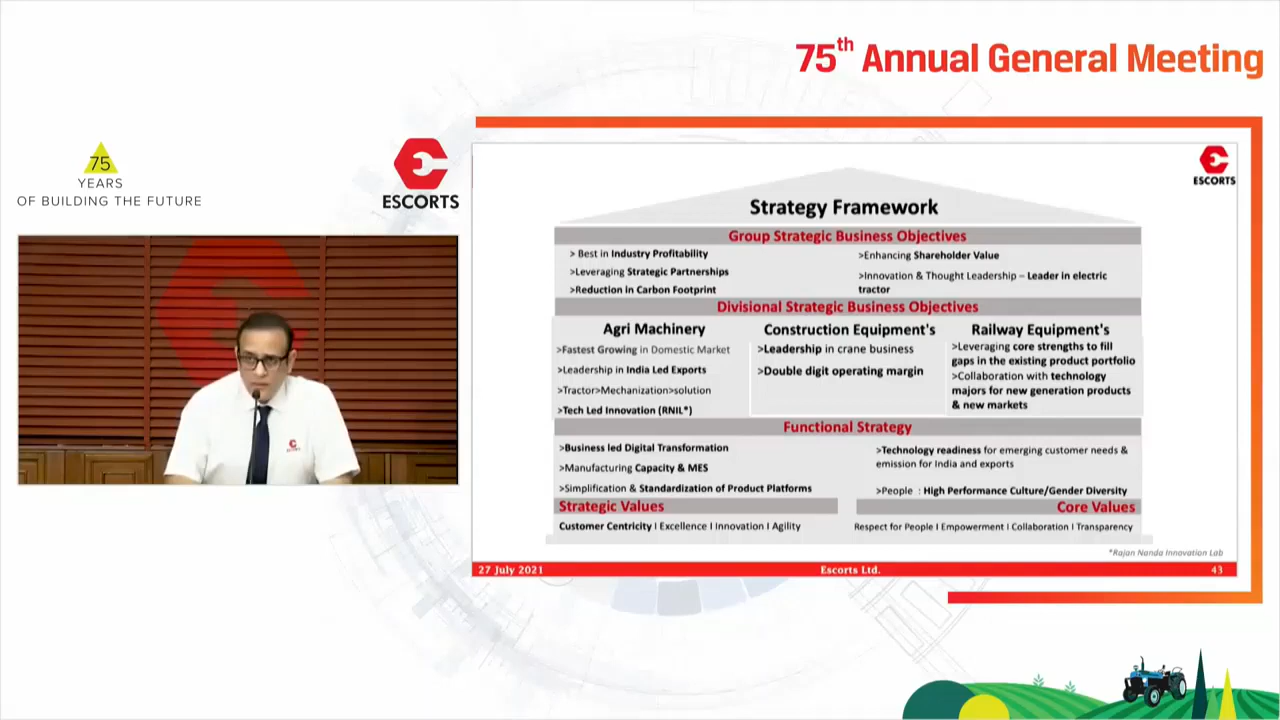 75th Annual General Meeting
75
YEARS
OF BUILDING THE FUTURE
ESCORTS
ESCORTS
Strategy Framework
Group Strategic Business Objectives
> Best in Industry Profitability
>Leveraging Strategic Partnerships
>Reduction in Carbon Footprint
>Enhancing Shareholder Value
>Innovation & Thought Leadership – Leader in electric
tractor
Divisional Strategic Business Objectives
Agri Machinery
>Fastest Growing in Domestic Market
>Leadership in India Led Exports
>Tractor>Mechanization>solution
>Tech Led Innovation (RNIL*)
Construction Equipment's
>Leadership in crane business
>Double digit operating margin
Railway Equipment's
>Leveraging core strengths to fill
gaps in the existing product portfolio
>Collaboration with technology
majors for new generation products
& new markets
Functional Strategy
>Business led Digital Transformation
>Manufacturing Capacity & MES
>Simplification & Standardization of Product Platforms
>Technology readiness for emerging customer needs &
emission for India and exports
>People : High Performance Culture/Gender Diversity
Strategic Values
Customer Centricity I Excellence I Innovation I Agility
Core Values
Respect for People I Empowerment I Collaboration I Transparency
*Rajan Nanda Innovation Lab
27 July 2021
Escorts Ltd.
43